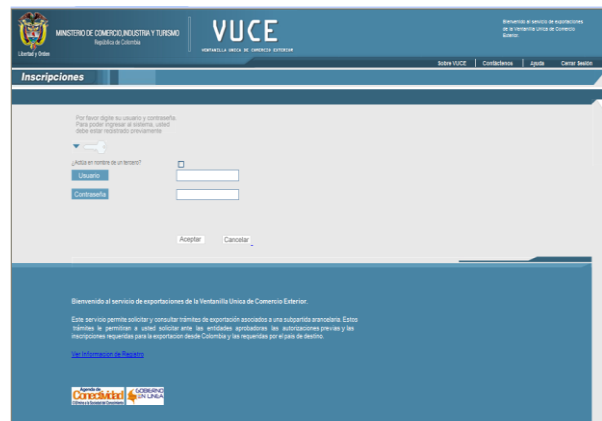 MINISTERIO DE COMERCIO, INDUSTRIA Y TURISMO
República de Colombia
Libertad y Orden
VUCE
VENTANILLA UNICA DE COMERCIO EXTERIOR
Bienvenido al servicio de exportaciones
de la Ventanilla Unica de Comercio
Exterior.
Sobre VUCE | Contáctenos | Ayuda Cerrar Sesión
Inscripciones
Por favor digite su usuario y contraseña
Para poder ingresar al sistema, usted
debe estar registrado previamente
¿Actúa en nombre de un tercero?
Usuario
Contraseña
Aceptar Cancelar
Bienvenido al servicio de exportaciones de la Ventanilla Unica de Comercio Exterior.
Este servicio permite solicitar y consultar trámites de exportación asociados a una subpartida arancelaria. Estos
trámites le permitiran a usted solicitar ante las entidades aprobadoras las autorizaciones previas y las
inscripciones requeridas para la exportacion desde Colombia y las requeridas por el país de destino.
Ver Informacion de Registro
Agenda de
Conectividad
GOBIERNO
EN LINEA